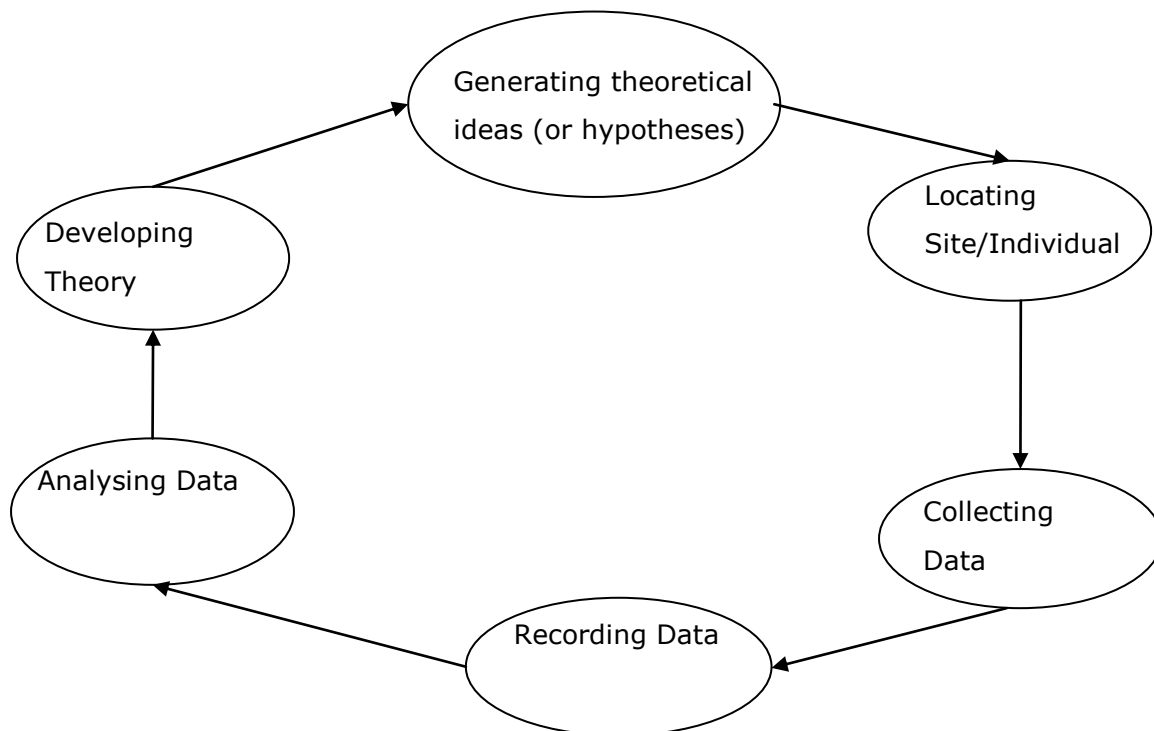 Generating theoretical
ideas (or hypotheses)
Locating
Site/Individual
Collecting
Data
Recording Data
Analysing Data
Developing
Theory